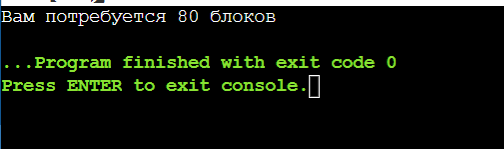 Вам потребуется 80 блоков
...Program finished with exit code 0
Press ENTER to exit console.